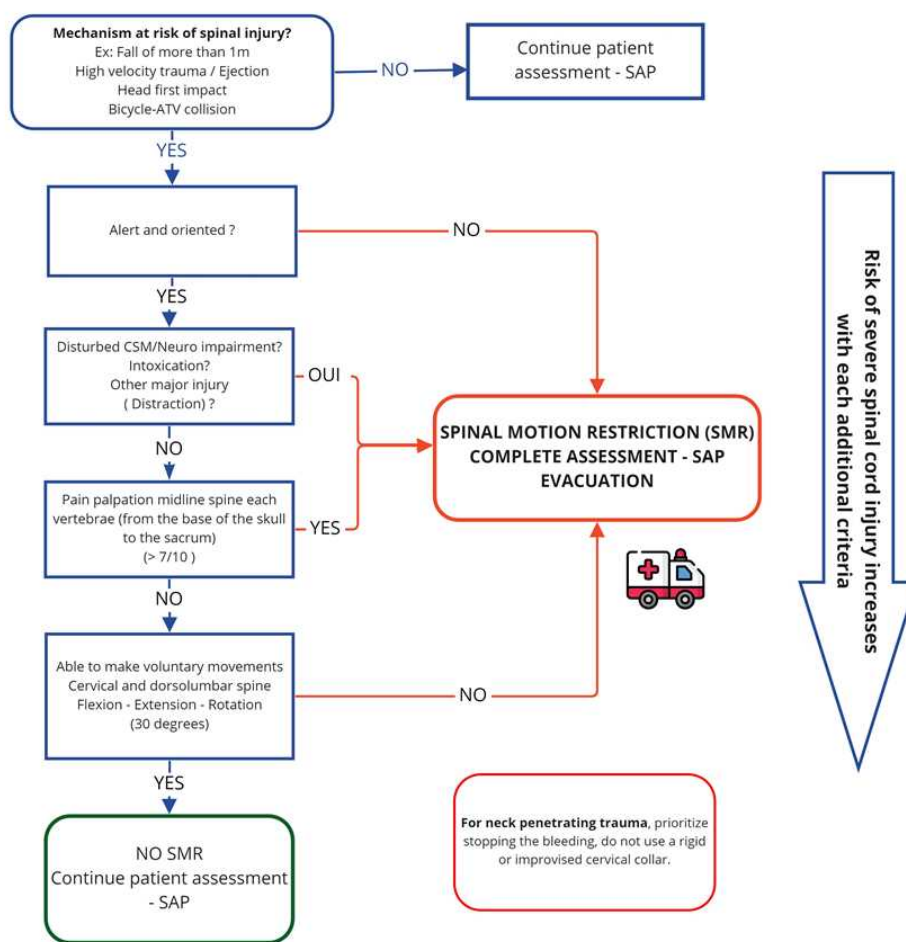 Mechanism at risk of spinal injury?
Ex: Fall of more than 1m
High velocity trauma / Ejection
Head first impact
Bicycle-ATV collision
NO
Continue patient
assessment - SAP
YES
Alert and oriented ?
NO
YES
Disturbed CSM/Neuro impairment?
Intoxication?
Other major injury
( Distraction) ?
OUI
NO
Pain palpation midline spine each
vertebrae (from the base of the skull
to the sacrum)
(> 7/10 )
YES
NO
Able to make voluntary movements
Cervical and dorsolumbar spine
Flexion - Extension - Rotation
(30 degrees)
NO
YES
NO SMR
Continue patient assessment
- SAP
SPINAL MOTION RESTRICTION (SMR)
COMPLETE ASSESSMENT - SAP
EVACUATION
For neck penetrating trauma, prioritize
stopping the bleeding, do not use a rigid
or improvised cervical collar.
Risk of severe spinal cord injury increases
with each additional criteria